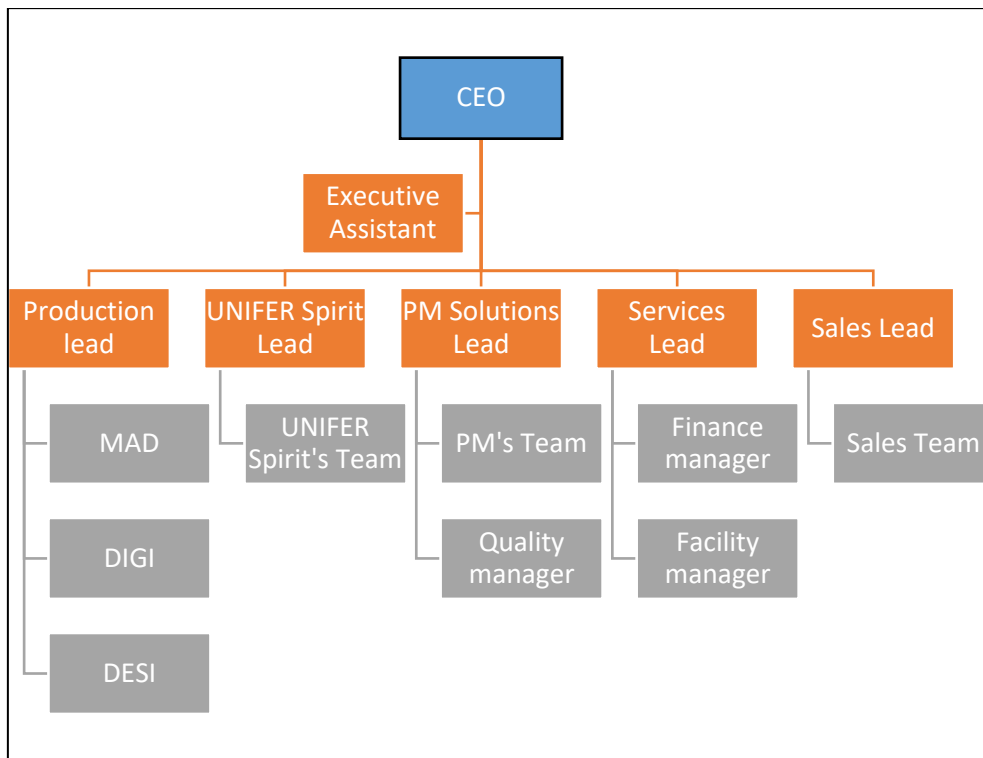 CEO
Executive
Assistant
Production
lead
UNIFER Spirit
Lead
PM Solutions
Lead
Services
Lead
Sales Lead
MAD
UNIFER
Spirit's Team
PM's Team
Finance
manager
Sales Team
DIGI
Quality
manager
Facility
manager
DESI